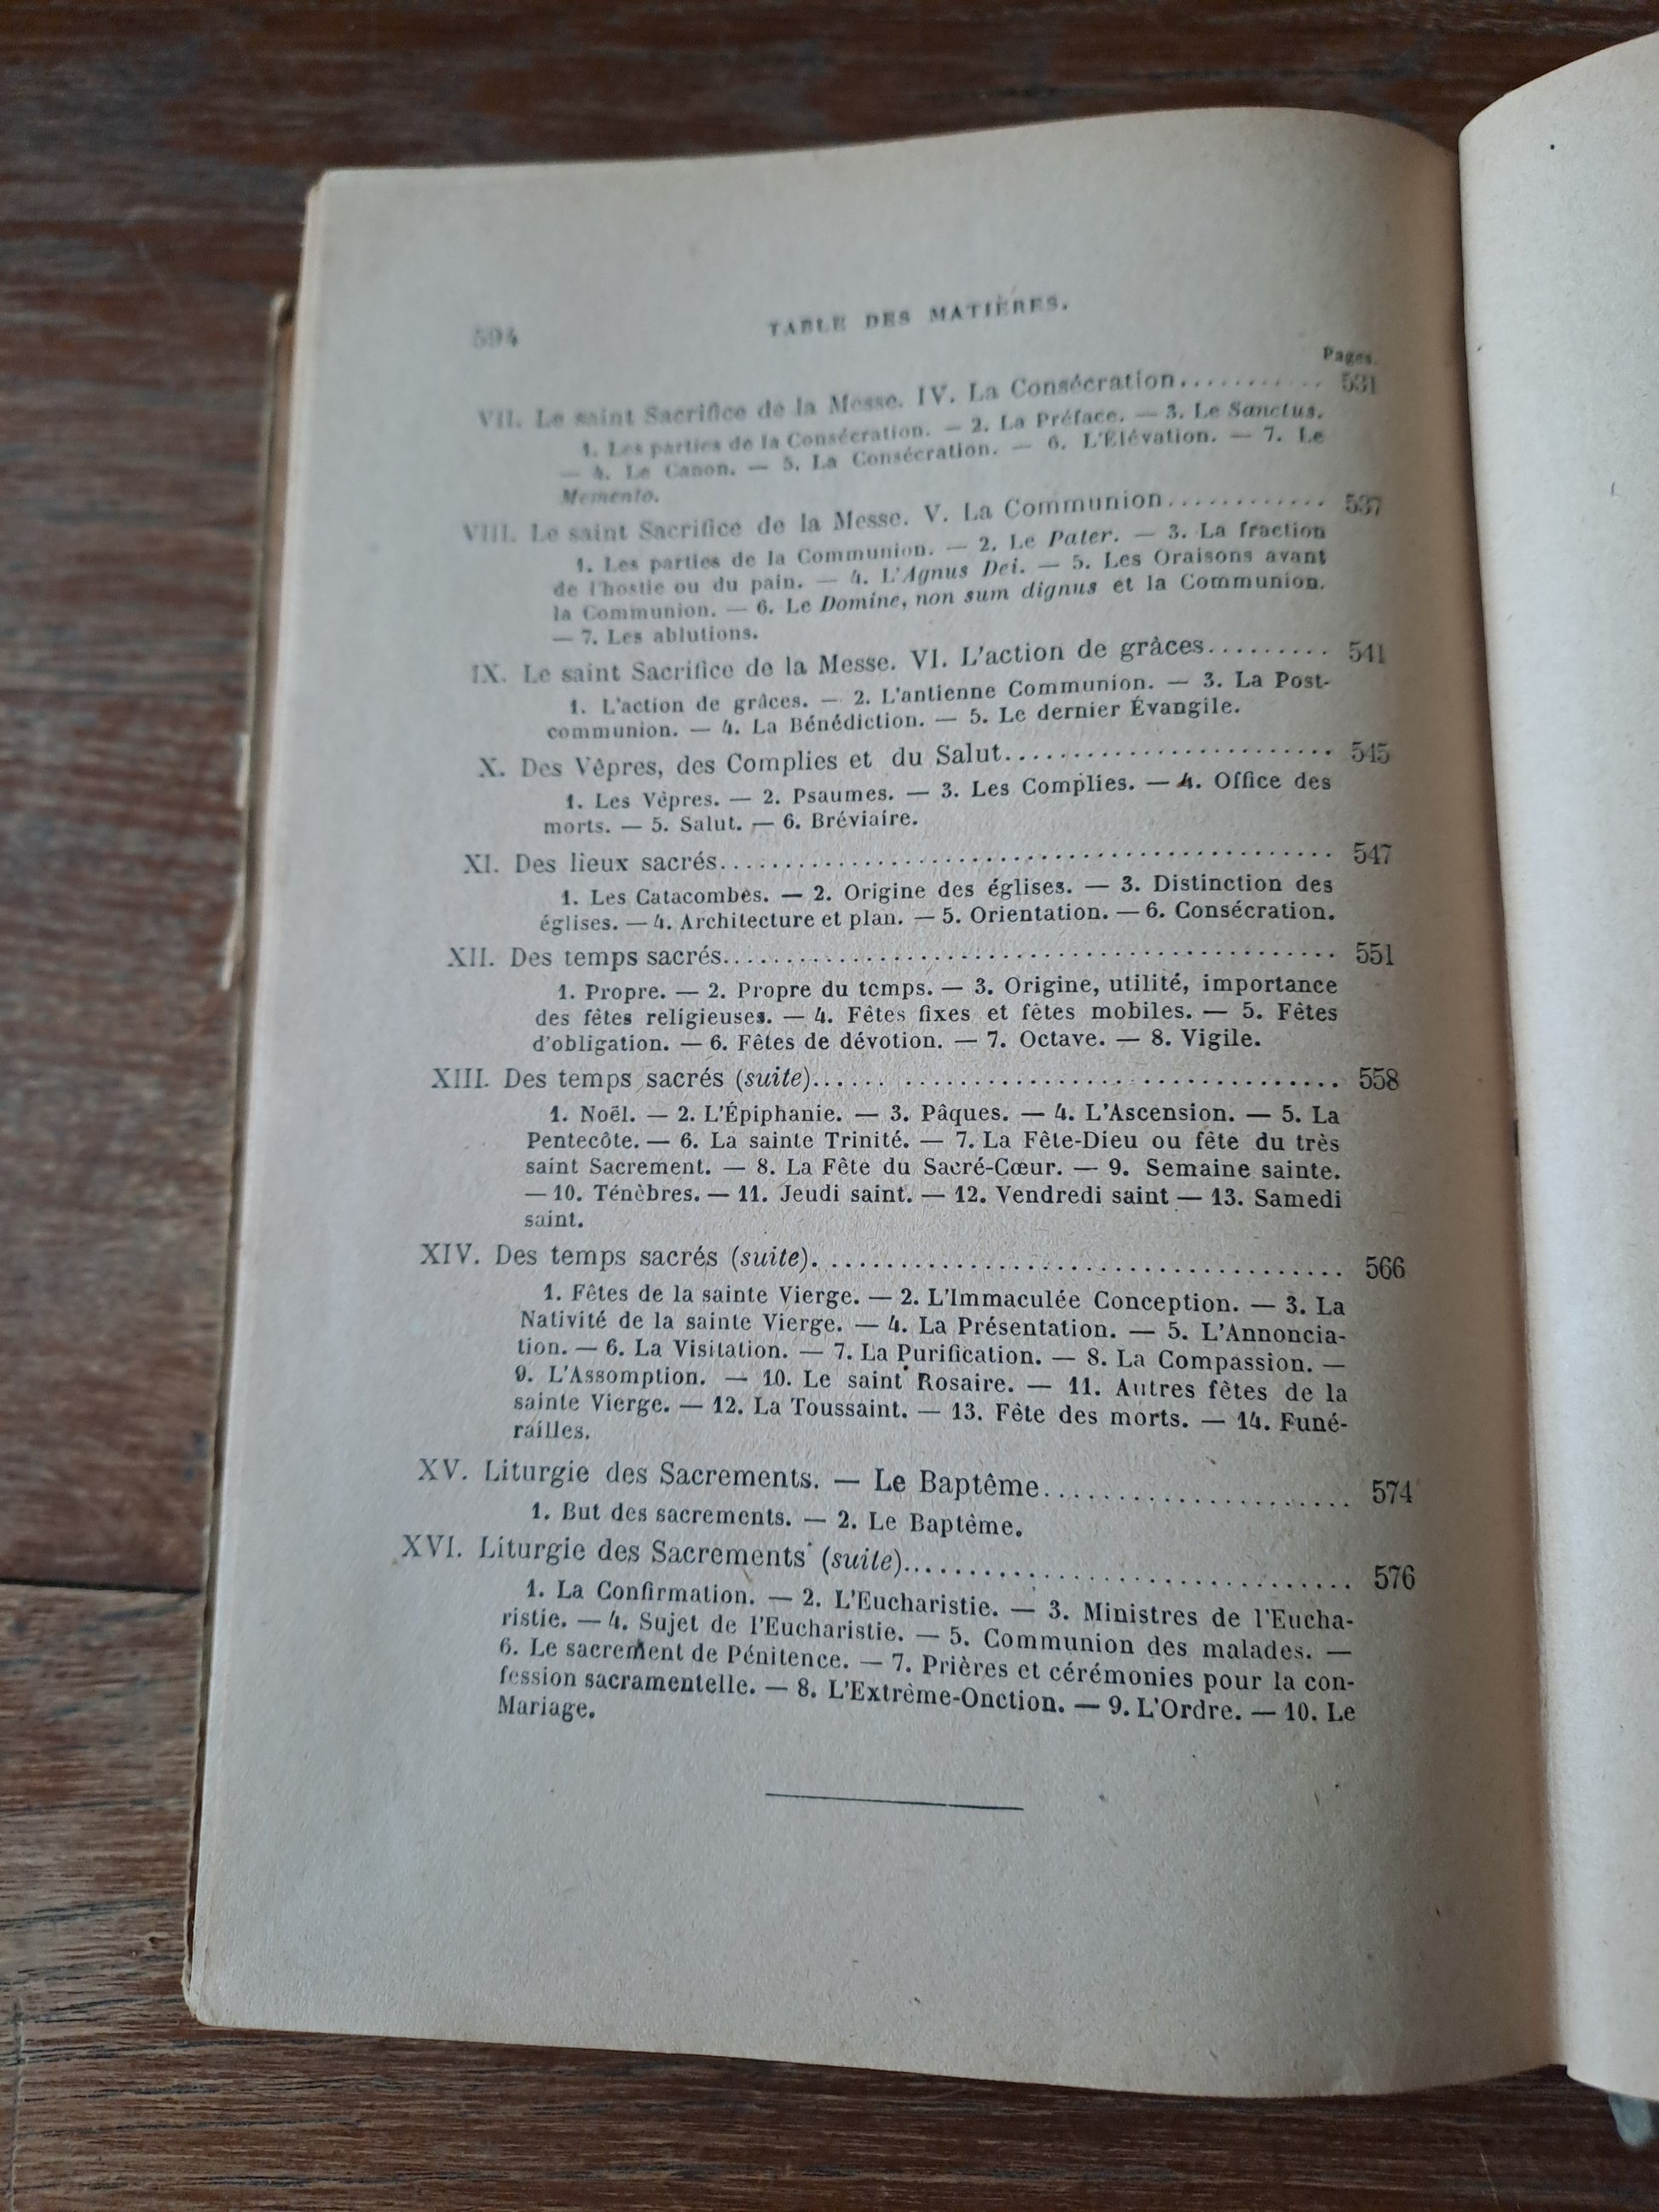 594 TABLE DES MATIÈRES.
Pages.
VII. Le saint Sacrifice de la Messe. IV. La Consécration........... 531
1. Les parties de la Consécration. — 2. La Préface. — 3. Le Sanctus.
— 4. Le Canon. — 5. La Consécration. — 6. L'Élévation. — 7. Le
Memento.
VIII. Le saint Sacrifice de la Messe. V. La Communion............ 537
1. Les parties de la Communion. — 2. Le Pater. — 3. La fraction
de l'hostie ou du pain. — 4. L'Agnus Dei. — 5. Les Oraisons avant
la Communion. — 6. Le Domine, non sum dignus et la Communion.
— 7. Les ablutions.
IX. Le saint Sacrifice de la Messe. VI. L'action de grâces......... 541
1. L'action de grâces. — 2. L'antienne Communion. — 3. La Post-
communion. — 4. La Bénédiction. — 5. Le dernier Évangile.
X. Des Vêpres, des Complies et du Salut......................... 545
1. Les Vêpres. — 2. Psaumes. — 3. Les Complies. — 4. Office des
morts. — 5. Salut. — 6. Bréviaire.
XI. Des lieux sacrés............................................... 547
1. Les Catacombes. — 2. Origine des églises. — 3. Distinction des
églises. — 4. Architecture et plan. — 5. Orientation. — 6. Consécration.
XII. Des temps sacrés.............................................. 551
1. Propre. — 2. Propre du temps. — 3. Origine, utilité, importance
des fêtes religieuses. — 4. Fêtes fixes et fêtes mobiles. — 5. Fêtes
d'obligation. — 6. Fêtes de dévotion. — 7. Octave. — 8. Vigile.
XIII. Des temps sacrés (suite)...... ................................. 558
1. Noël. — 2. L'Épiphanie. — 3. Pâques. — 4. L'Ascension. — 5. La
Pentecôte. — 6. La sainte Trinité. — 7. La Fête-Dieu ou fête du très
saint Sacrement. — 8. La Fête du Sacré-Cœur. — 9. Semaine sainte.
— 10. Ténèbres. — 11. Jeudi saint. — 12. Vendredi saint — 13. Samedi
saint.
XIV. Des temps sacrés (suite). ...................................... 566
1. Fêtes de la sainte Vierge. — 2. L'Immaculée Conception. — 3. La
Nativité de la sainte Vierge. — 4. La Présentation. — 5. L'Annoncia-
tion. — 6. La Visitation. — 7. La Purification. — 8. La Compassion. —
9. L'Assomption. — 10. Le saint Rosaire. — 11. Autres fêtes de la
sainte Vierge. — 12. La Toussaint. — 13. Fête des morts. — 14. Funé-
railles.
XV. Liturgie des Sacrements. — Le Baptême....................... 574
1. But des sacrements. — 2. Le Baptême.
XVI. Liturgie des Sacrements (suite)................................. 576
1. La Confirmation. — 2. L'Eucharistie. — 3. Ministres de l'Eucha-
ristie. — 4. Sujet de l'Eucharistie. — 5. Communion des malades. —
6. Le sacrement de Pénitence. — 7. Prières et cérémonies pour la con-
fession sacramentelle. — 8. L'Extrême-Onction. — 9. L'Ordre. — 10. Le
Mariage.